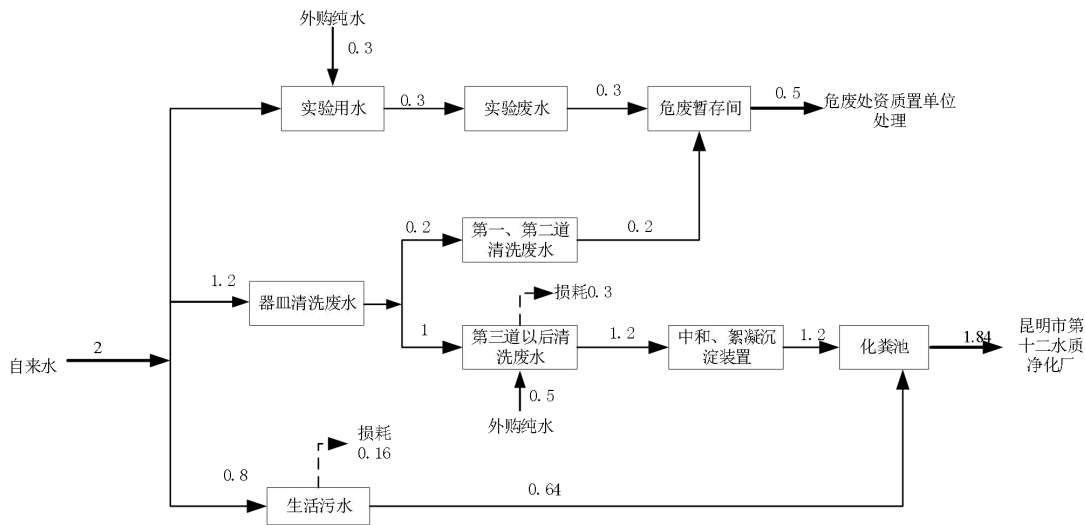 外购纯水
0.3
实验用水
0.3
实验废水
0.3
危废暂存间
0.5
危废处资质置单位
处理
0.2
第一、第二道
清洗废水
0.2
1.2
器皿清洗废水
损耗0.3
1
第三道以后清
洗废水
1.2
中和、絮凝沉
淀装置
1.2
化粪池
1.84
昆明市第
十二水质
净化厂
自来水
2
0.5
外购纯水
损耗
0.16
0.8
生活污水
0.64